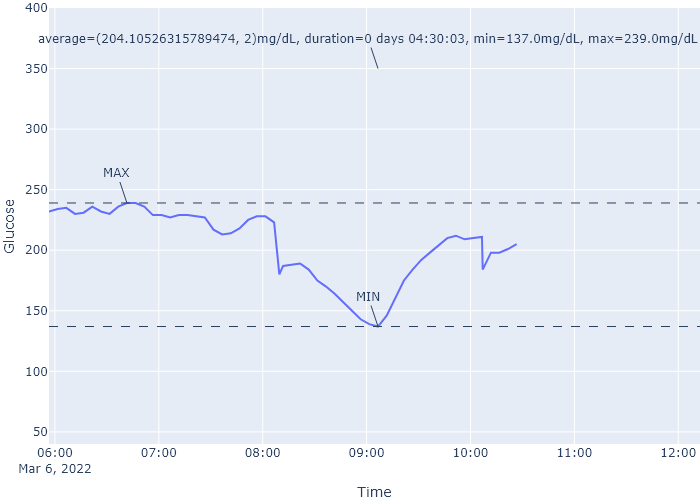 400
average=(204.10526315789474, 2)mg/dL, duration=0 days 04:30:03, min=137.0mg/dL, max=239.0mg/dL
350
300
250
200
150
100
50
MAX
MIN
Glucose
06:00 07:00 08:00 09:00 10:00 11:00 12:00
Mar 6, 2022
Time